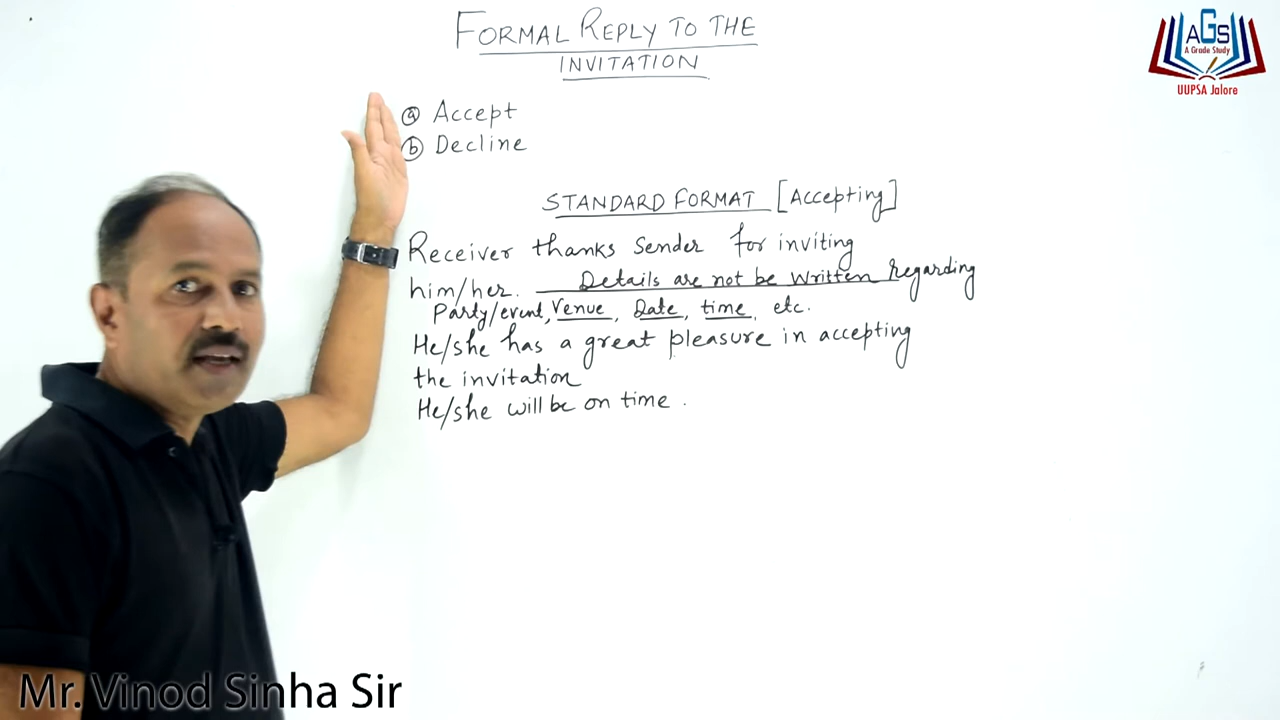 FORMAL REPLY TO THE
INVITATION
AGS
A Grade Study
UUPSA Jalore
ⓐ Accept
ⓑ Decline
STANDARD FORMAT [Accepting]
Receiver thanks Sender for inviting
him/her. Details are not be written regarding
Party/event, Venue, Date, time, etc.
He/she has a great pleasure in accepting
the invitation
He/she will be on time.
Mr. Vinod Sinha Sir